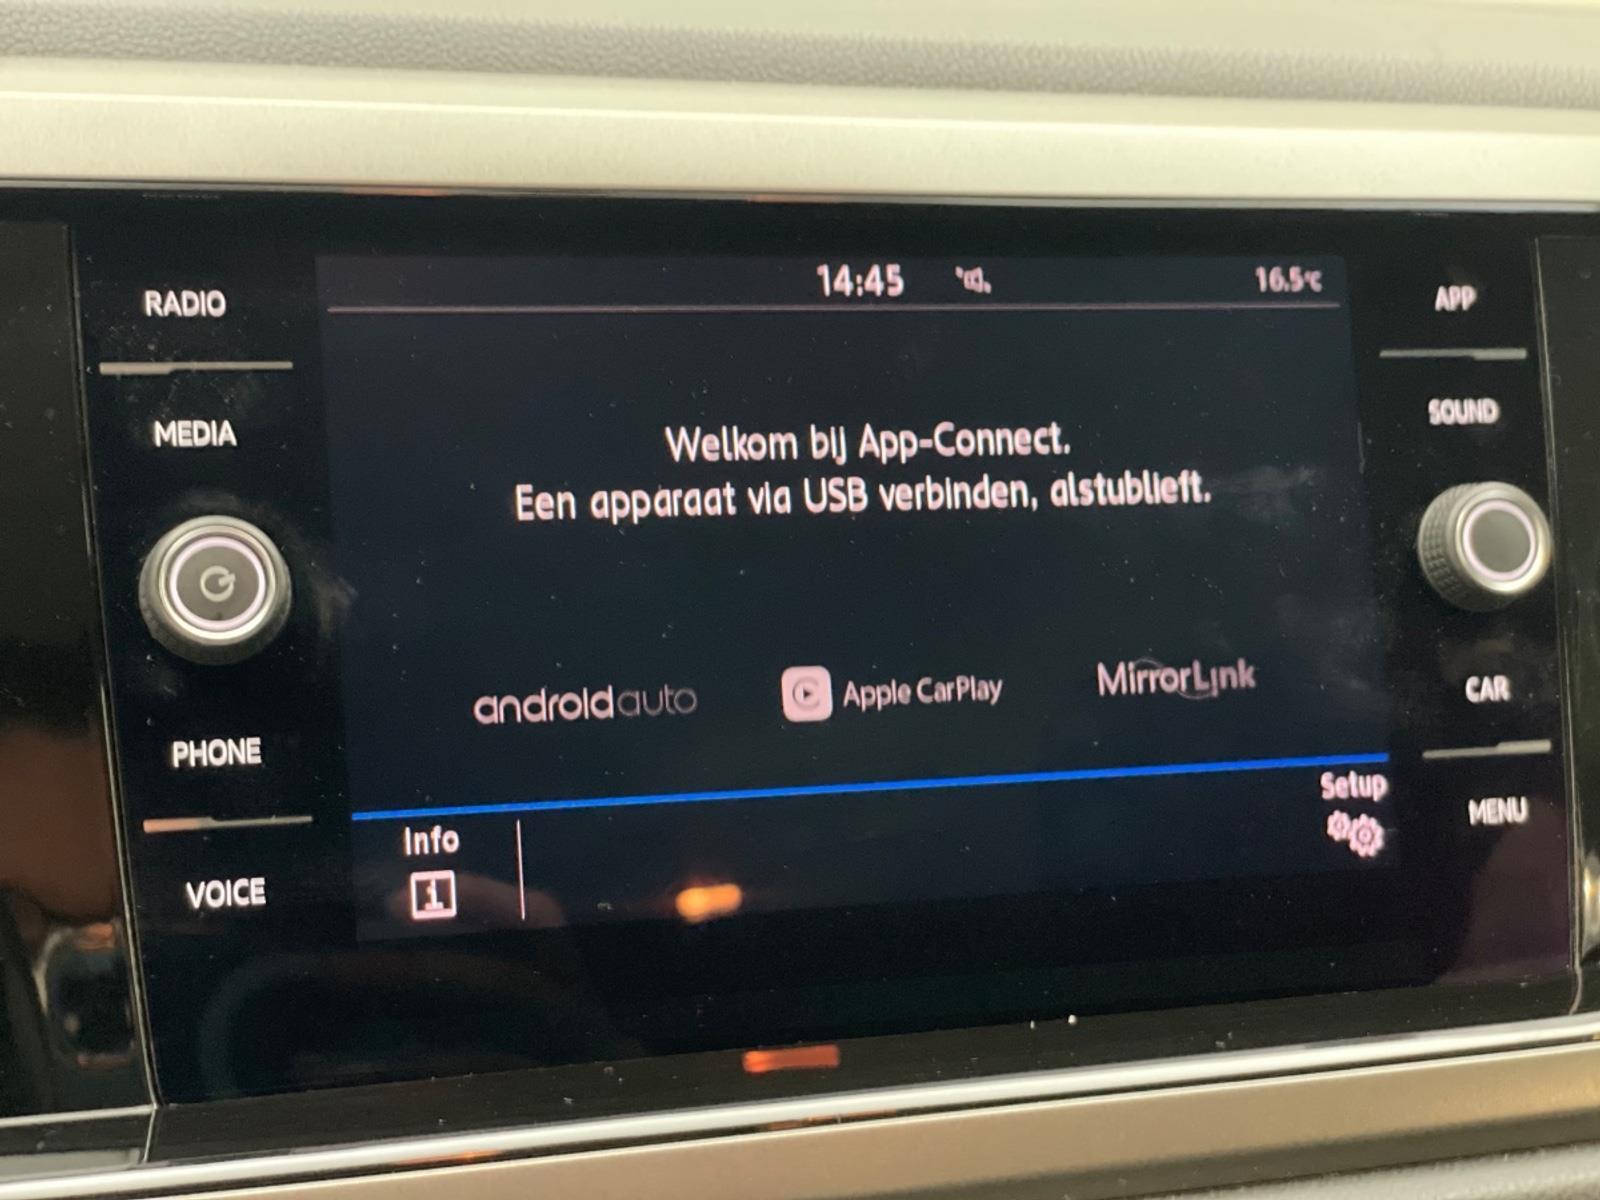 RADIO
MEDIA
PHONE
VOICE
14:45
16.5°C
Welkom bij App-Connect.
Een apparaat via USB verbinden, alstublieft.
androidauto
Apple CarPlay
MirrorLink
Info
i
Setup
APP
SOUND
CAR
MENU